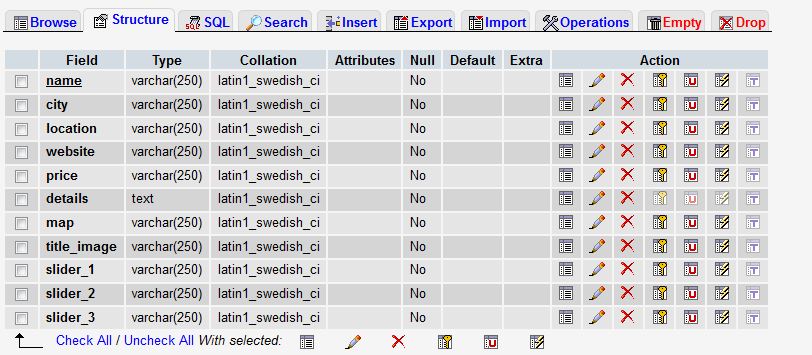 Browse Structure SQL Search Insert Export Import Operations Empty Drop
Field Type Collation Attributes Null Default Extra Action
name varchar(250) latin1_swedish_ci No
city varchar(250) latin1_swedish_ci No
location varchar(250) latin1_swedish_ci No
website varchar(250) latin1_swedish_ci No
price varchar(250) latin1_swedish_ci No
details text latin1_swedish_ci No
map varchar(250) latin1_swedish_ci No
title_image varchar(250) latin1_swedish_ci No
slider_1 varchar(250) latin1_swedish_ci No
slider_2 varchar(250) latin1_swedish_ci No
slider_3 varchar(250) latin1_swedish_ci No
Check All / Uncheck All With selected: